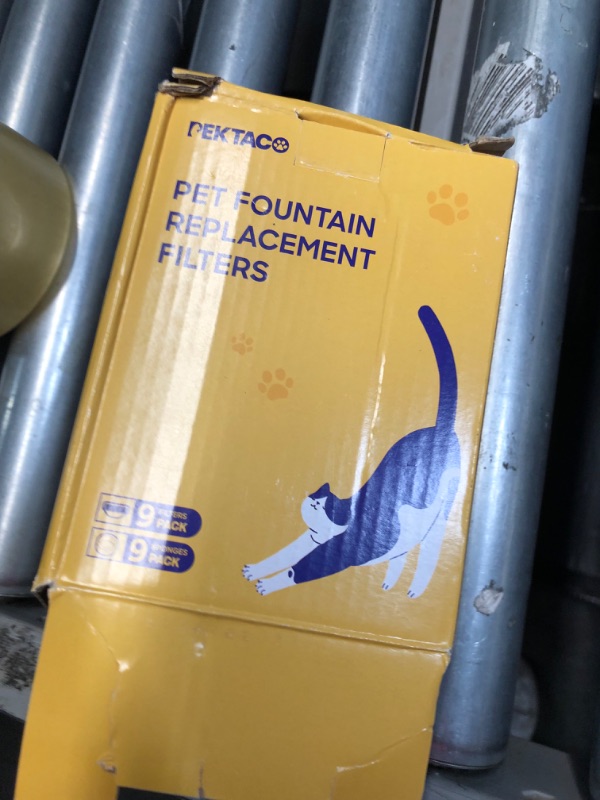 PEKTACO
PET FOUNTAIN
REPLACEMENT
FILTERS
9 FILTERS
PACK
9 SPONGES
PACK